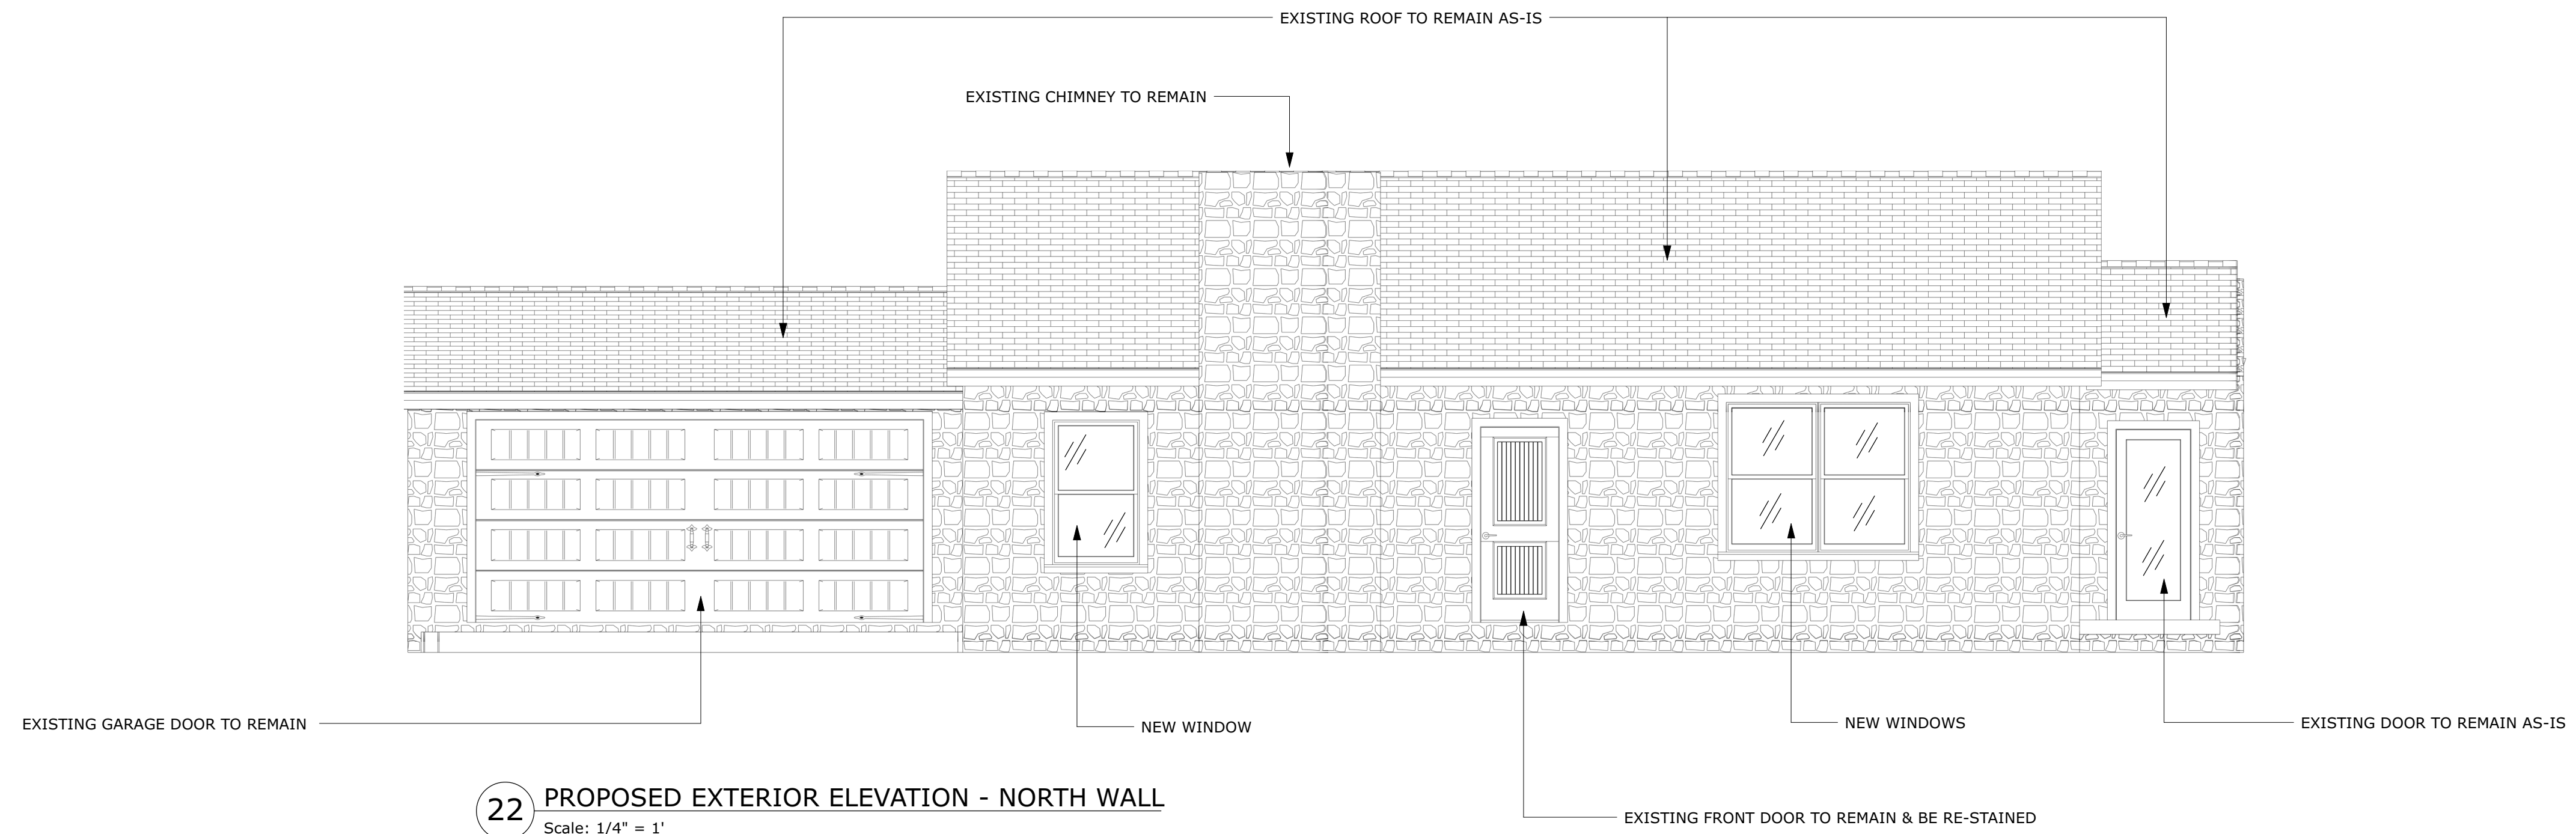 EXISTING ROOF TO REMAIN AS-IS
EXISTING CHIMNEY TO REMAIN
EXISTING GARAGE DOOR TO REMAIN
NEW WINDOW
NEW WINDOWS
EXISTING DOOR TO REMAIN AS-IS
22
PROPOSED EXTERIOR ELEVATION - NORTH WALL
Scale: 1/4" = 1'
EXISTING FRONT DOOR TO REMAIN & BE RE-STAINED